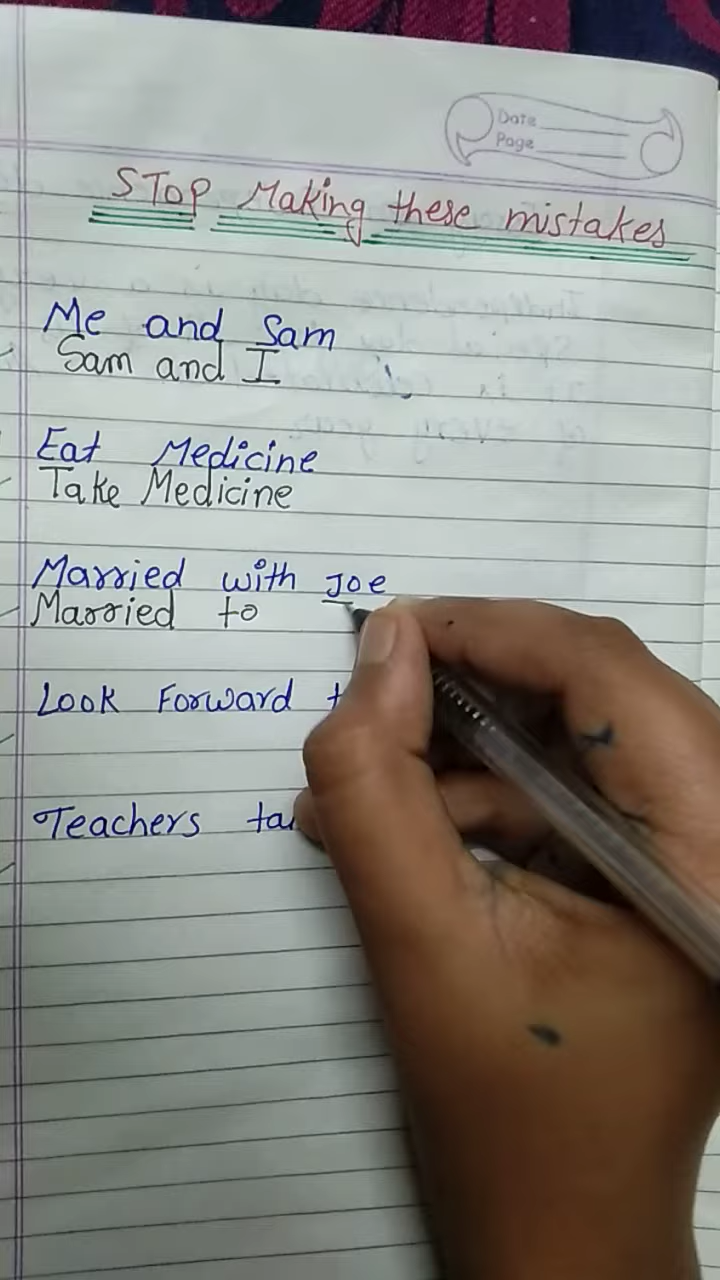 Date
Page
STOP Making these mistakes
Me and Sam
Sam and I
Eat Medicine
Take Medicine
Married with Joe
Married to
Look Forward
Teachers